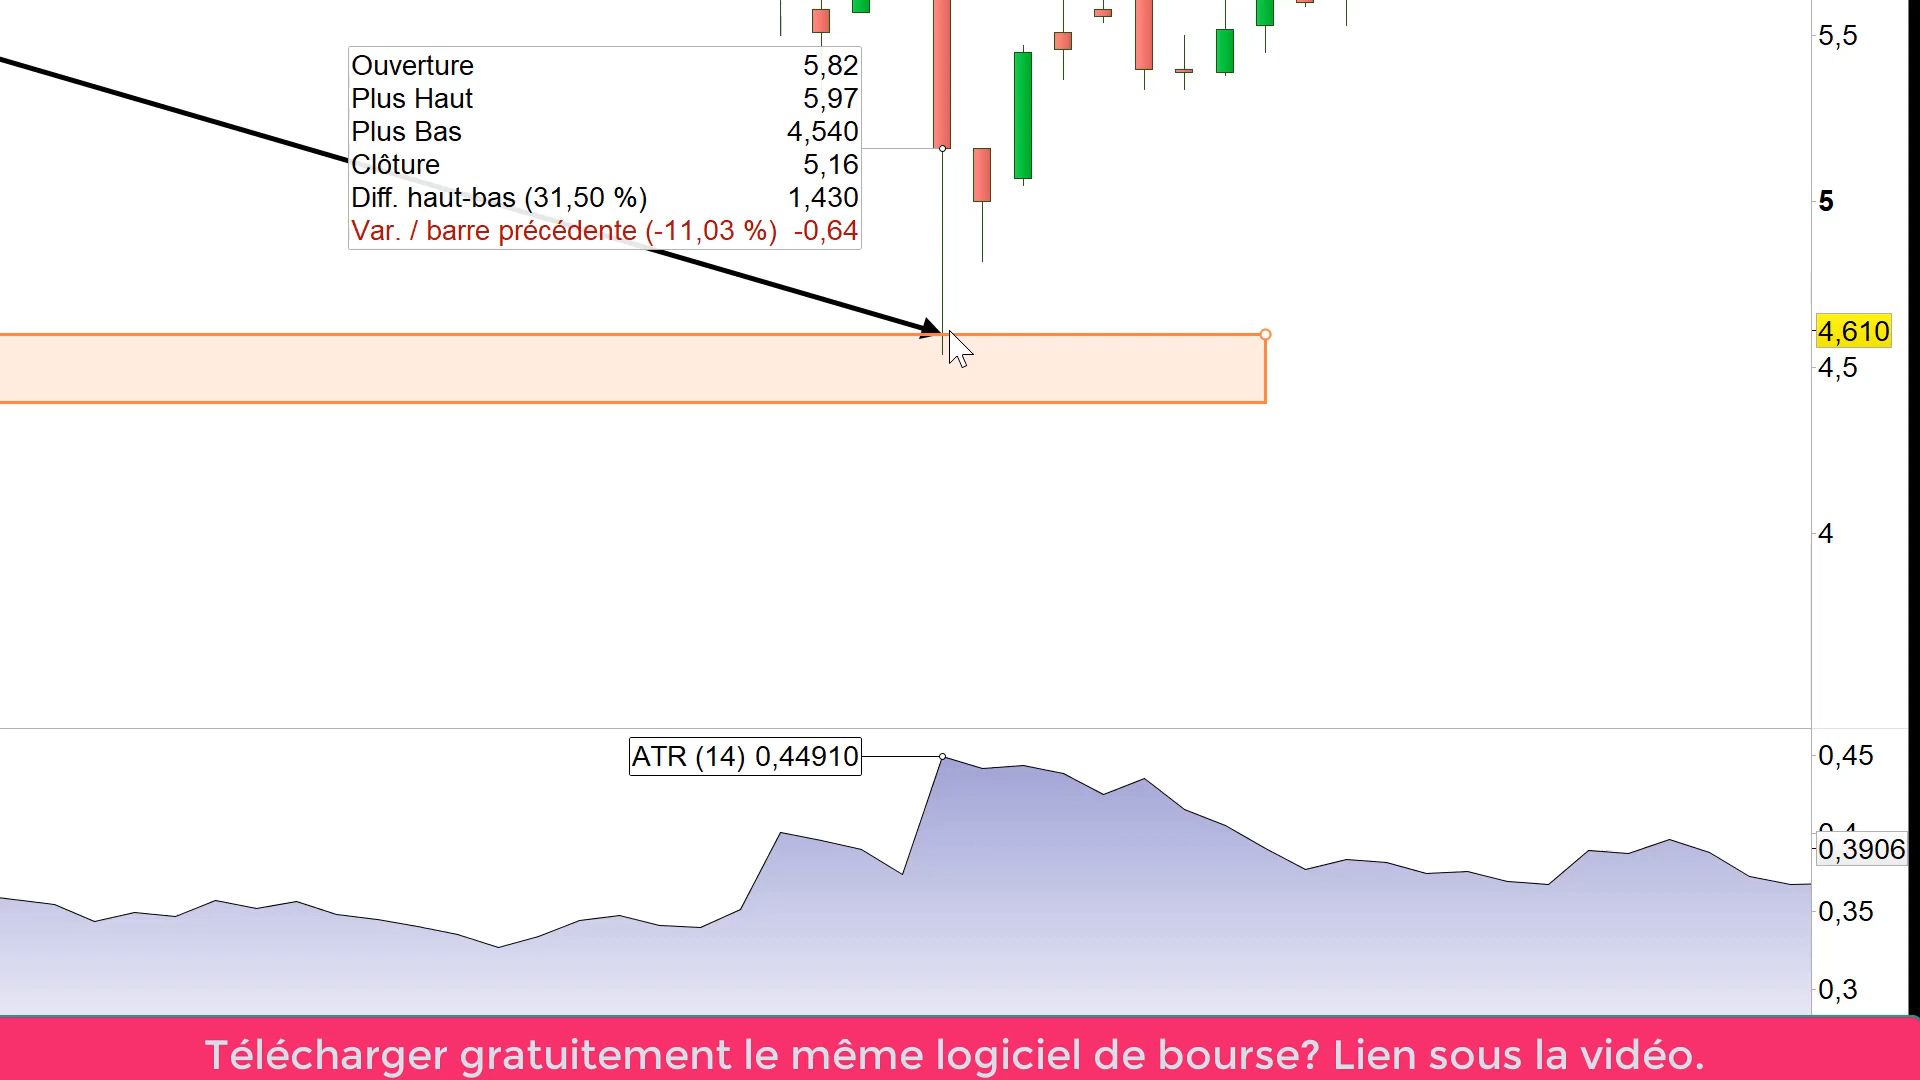 5,5
Ouverture 5,82
Plus Haut 5,97
Plus Bas 4,540
Clôture 5,16
Diff. haut-bas (31,50 %) 1,430
Var. / barre précédente (-11,03 %) -0,64
5
4,610
4,5
4
ATR (14) 0,44910
0,45
0,3906
0,35
0,3
Télécharger gratuitement le même logiciel de bourse? Lien sous la vidéo.